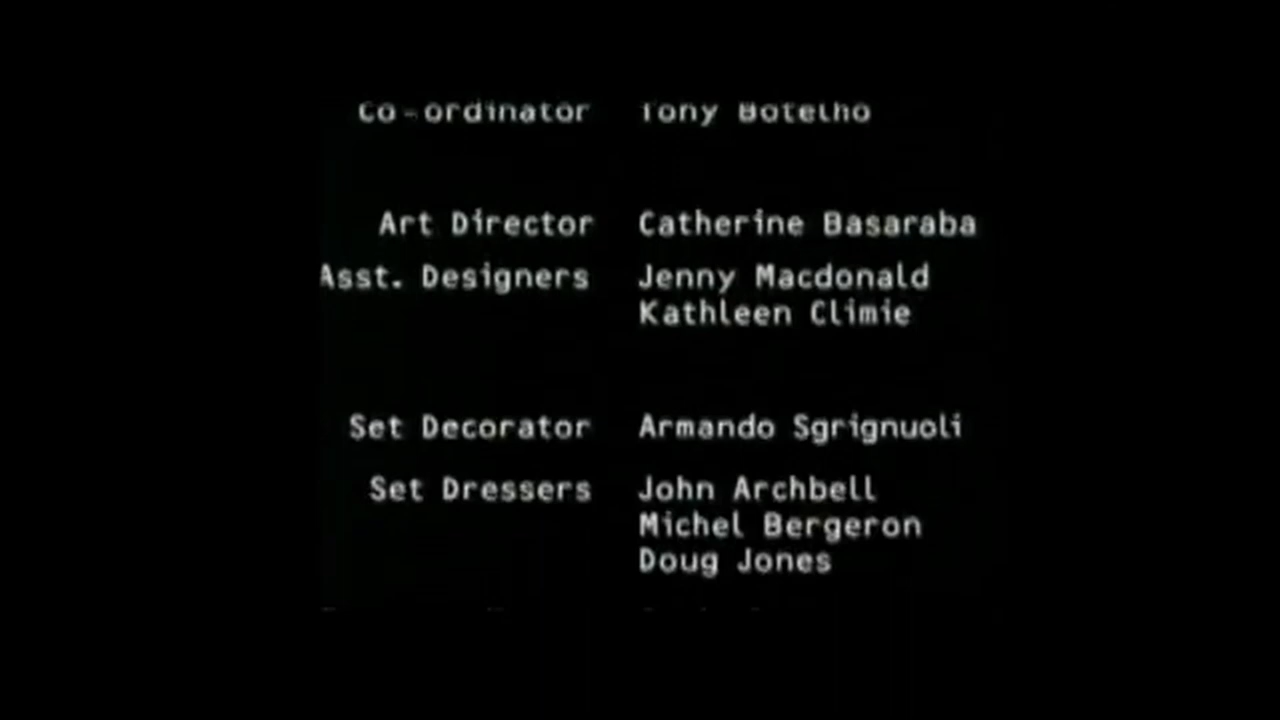 Co-ordinator Tony Botelho
Art Director Catherine Basaraba
Asst. Designers Jenny Macdonald
Kathleen Climie
Set Decorator Armando Sgrignuoli
Set Dressers John Archbell
Michel Bergeron
Doug Jones